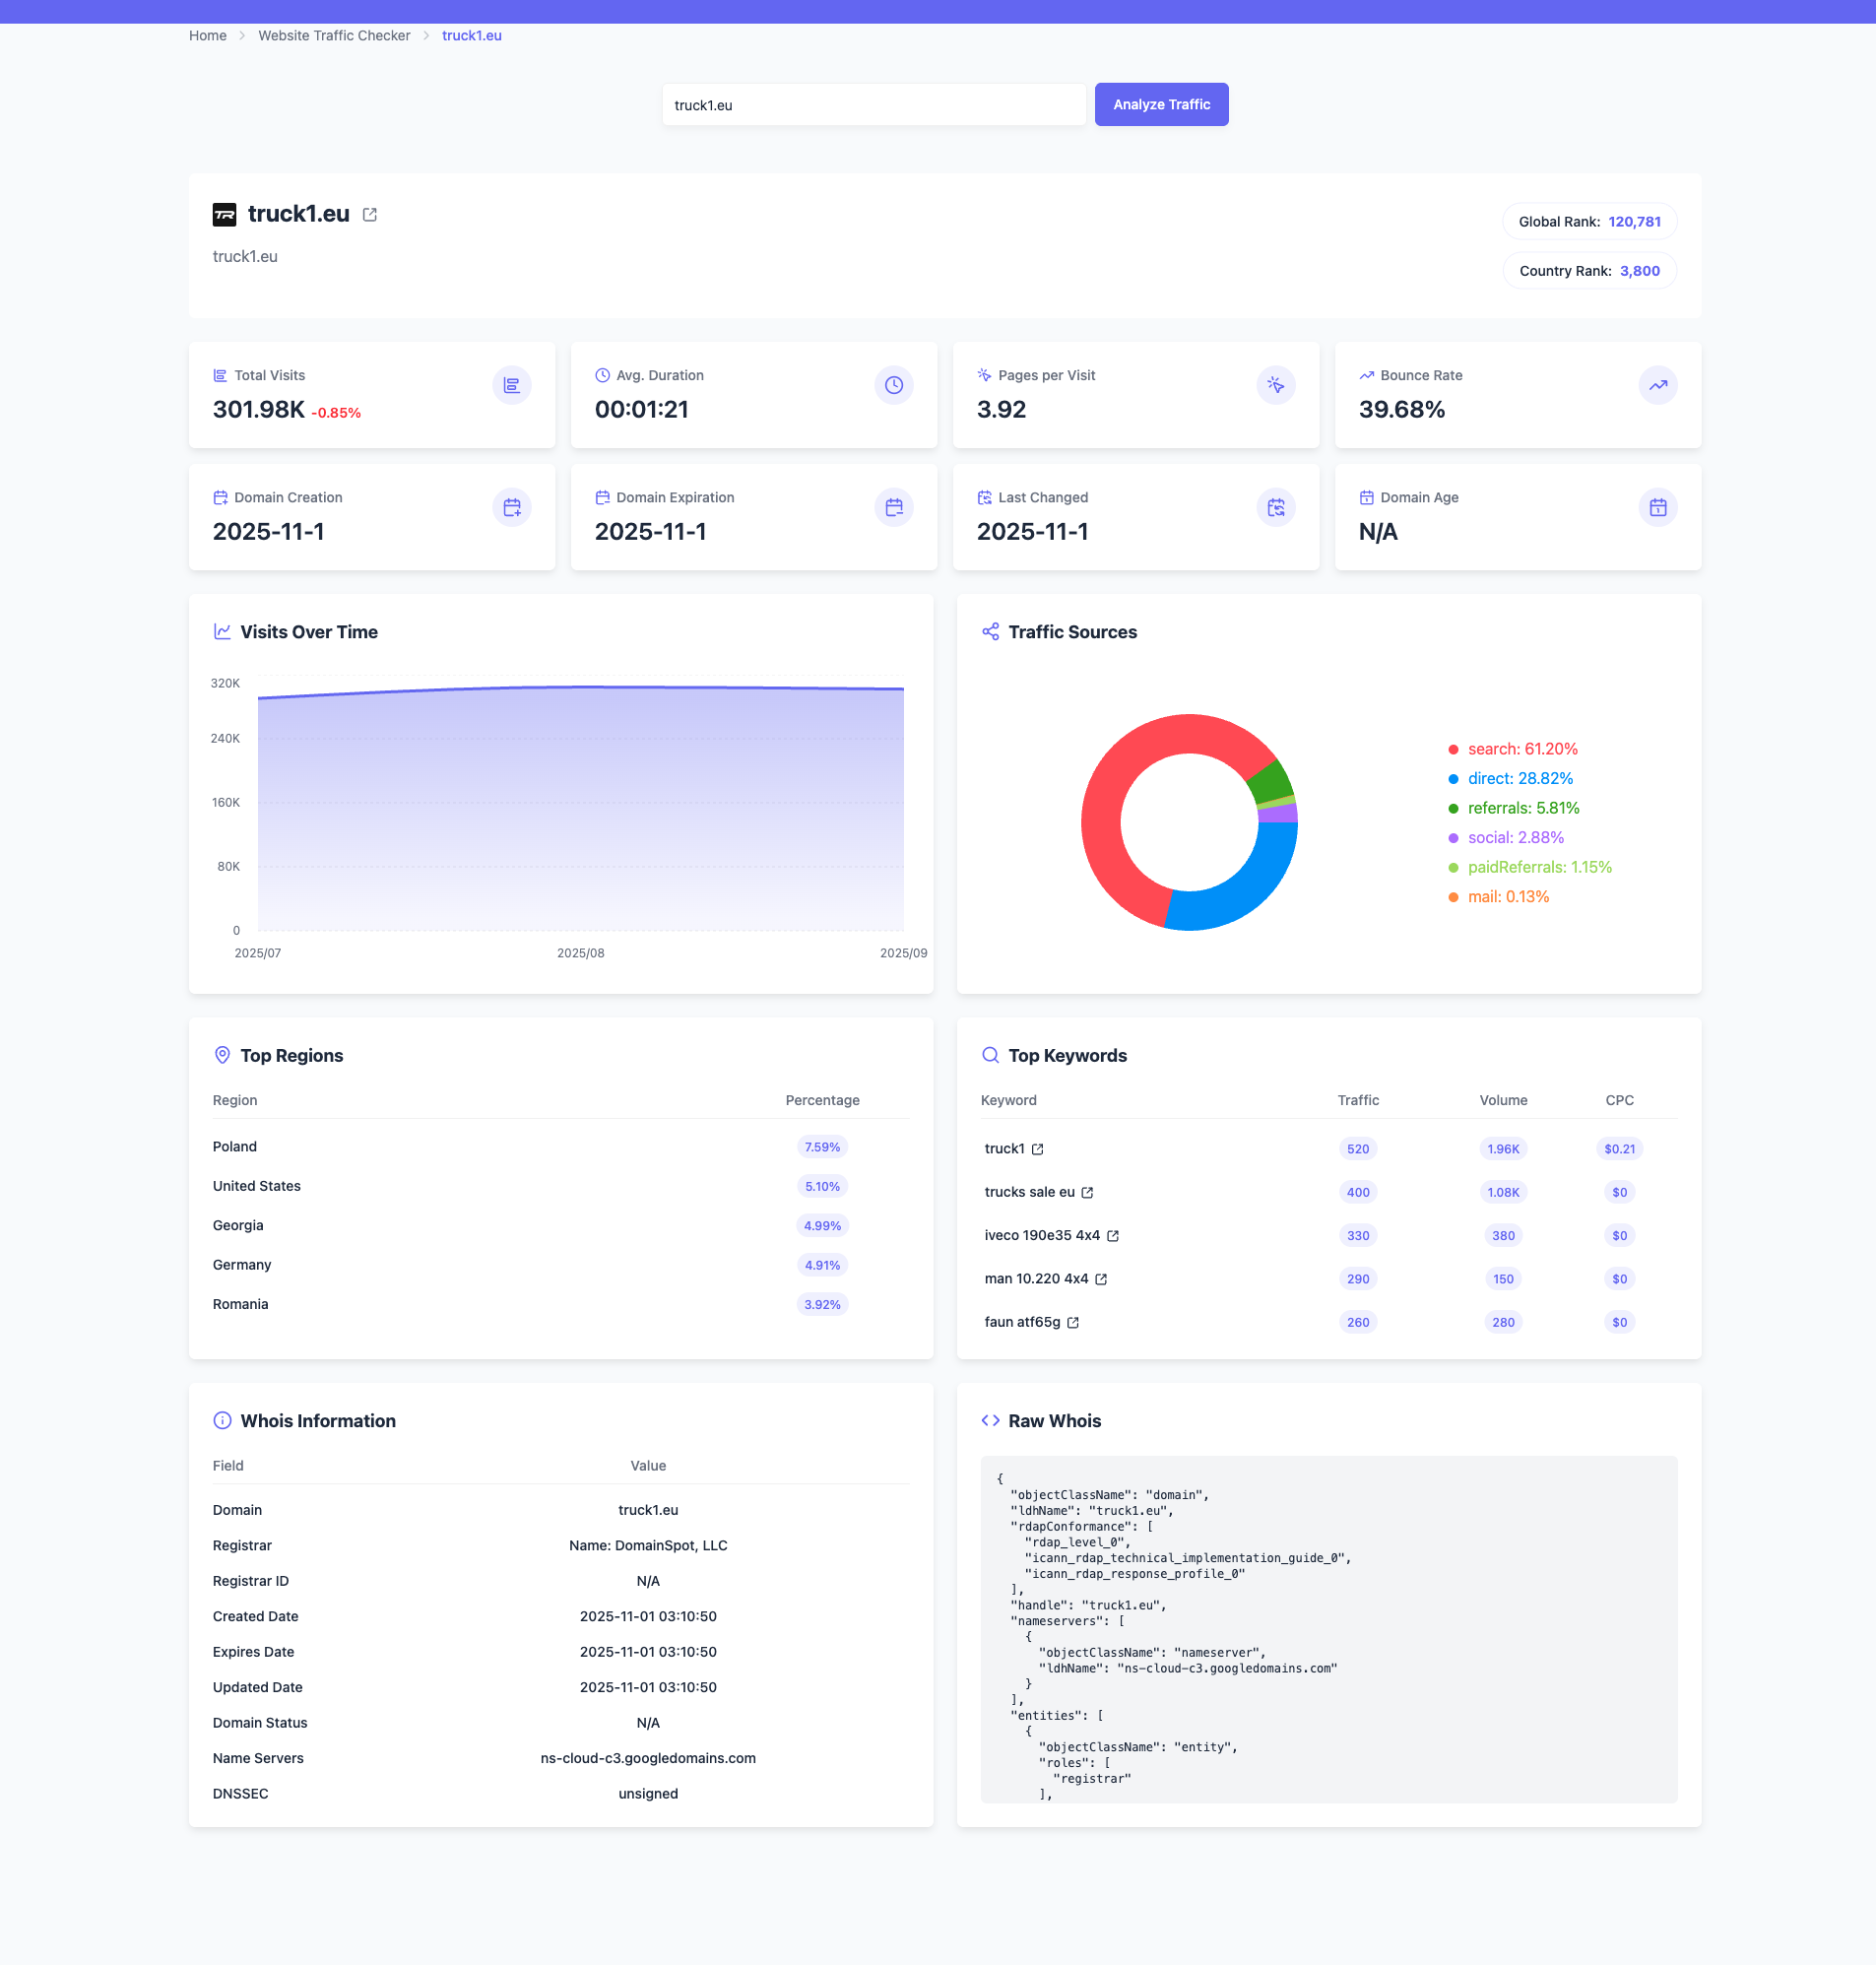 Home > Website Traffic Checker > truck1.eu
truck1.eu Analyze Traffic
TR truck1.eu
truck1.eu
Global Rank: 120,781
Country Rank: 3,800
Total Visits
301.98K -0.85%
Avg. Duration
00:01:21
Pages per Visit
3.92
Bounce Rate
39.68%
Domain Creation
2025-11-1
Domain Expiration
2025-11-1
Last Changed
2025-11-1
Domain Age
N/A
Visits Over Time
320K
240K
160K
80K
0
2025/07 2025/08 2025/09
Traffic Sources
search: 61.20%
direct: 28.82%
referrals: 5.81%
social: 2.88%
paidReferrals: 1.15%
mail: 0.13%
Top Regions
Region Percentage
Poland 7.59%
United States 5.10%
Georgia 4.99%
Germany 4.91%
Romania 3.92%
Top Keywords
Keyword Traffic Volume CPC
truck1 520 1.96K $0.21
trucks sale eu 400 1.08K $0
iveco 190e35 4x4 330 380 $0
man 10.220 4x4 290 150 $0
faun atf65g 260 280 $0
Whois Information
Field Value
Domain truck1.eu
Registrar Name: DomainSpot, LLC
Registrar ID N/A
Created Date 2025-11-01 03:10:50
Expires Date 2025-11-01 03:10:50
Updated Date 2025-11-01 03:10:50
Domain Status N/A
Name Servers ns-cloud-c3.googledomains.com
DNSSEC unsigned
Raw Whois
{
"objectClassName": "domain",
"ldhName": "truck1.eu",
"rdapConformance": [
"rdap_level_0",
"icann_rdap_technical_implementation_guide_0",
"icann_rdap_response_profile_0"
],
"handle": "truck1.eu",
"nameservers": [
{
"objectClassName": "nameserver",
"ldhName": "ns-cloud-c3.googledomains.com"
}
],
"entities": [
{
"objectClassName": "entity",
"roles": [
"registrar"
],